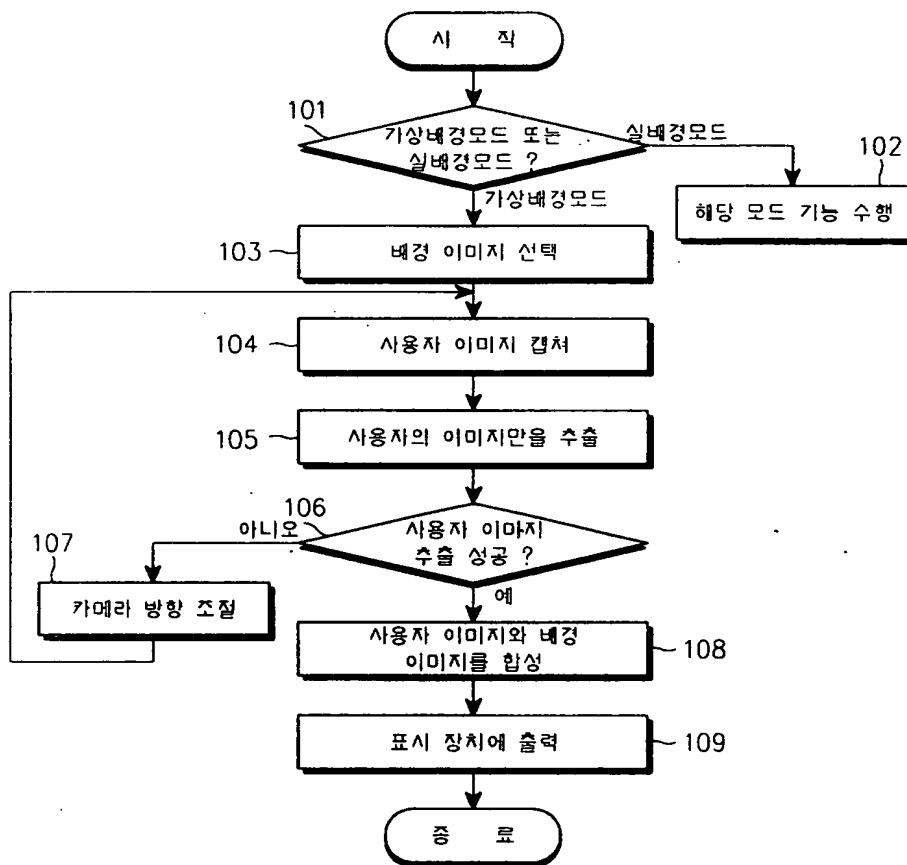 시 작
101
가상배경모드 또는
실배경모드 ?
실배경모드
102
해당 모드 기능 수행
가상배경모드
103
배경 이미지 선택
104
사용자 이미지 캡쳐
105
사용자의 이미지만을 추출
106
아니오
사용자 이마지
추출 성공 ?
107
카메라 방향 조절
예
사용자 이미지와 배경
이미지를 합성
108
표시 장치에 출력
109
종 료